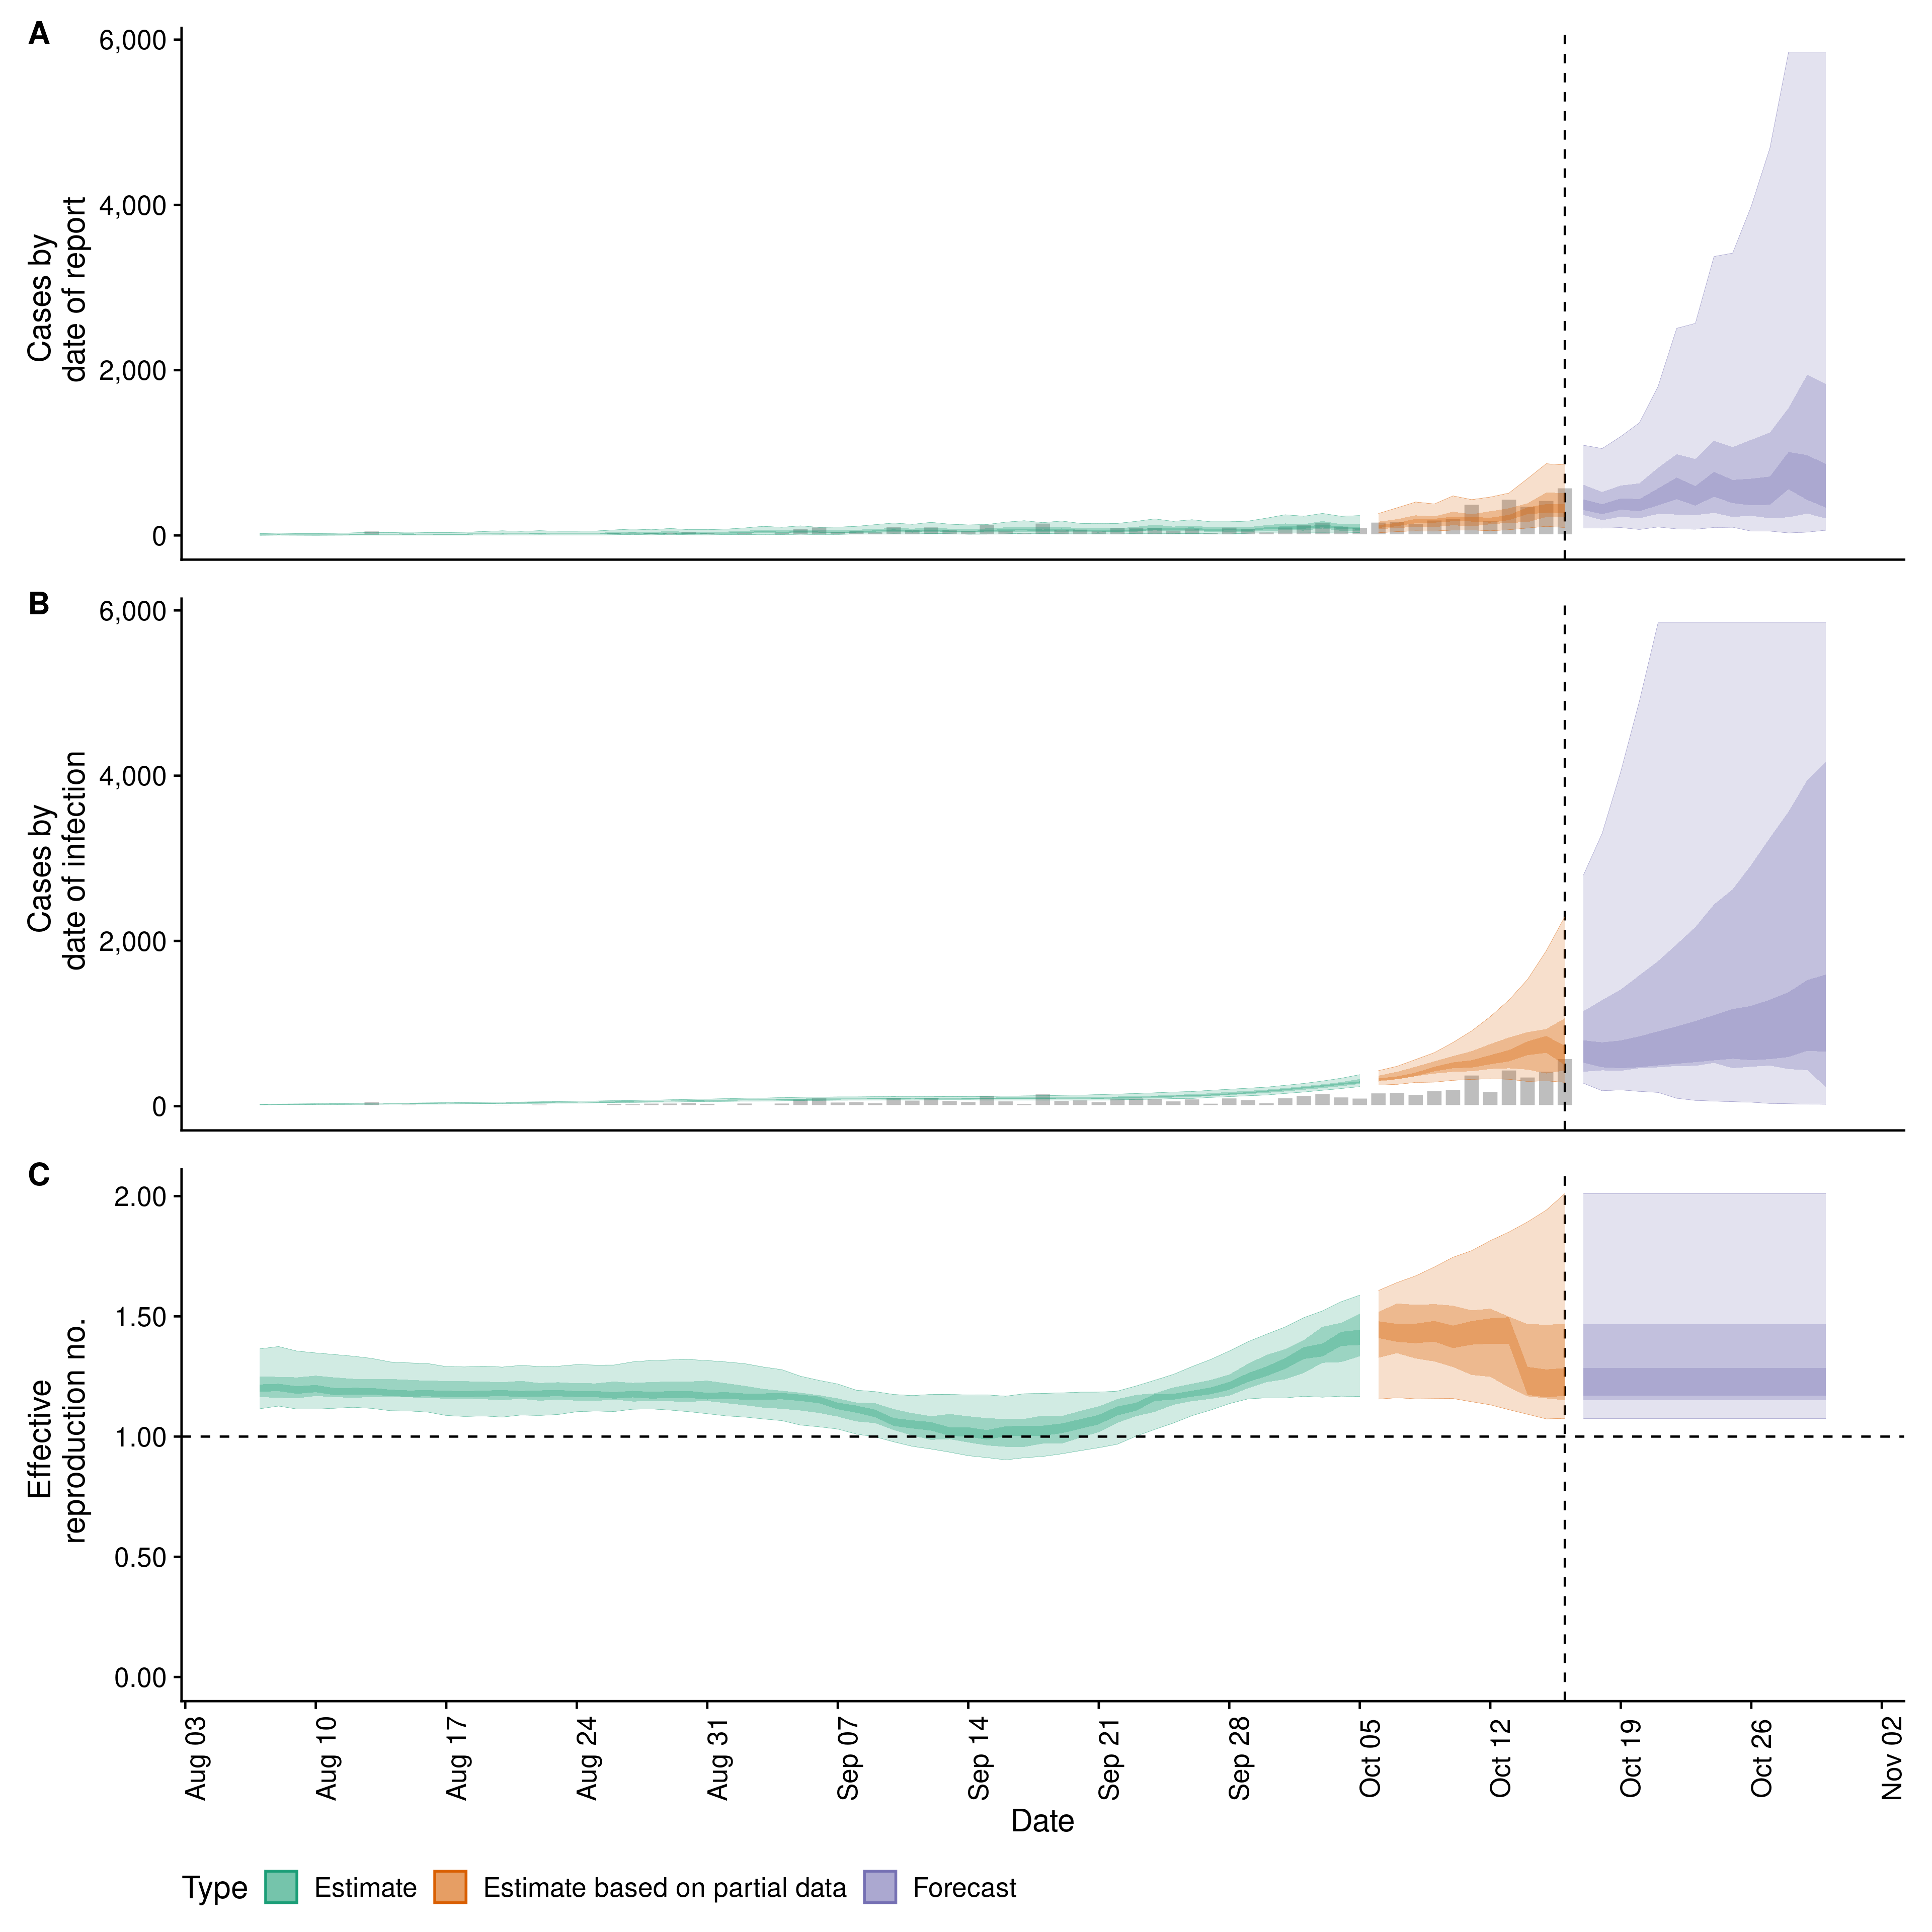 A
6,000
4,000
2,000
0
Cases by
date of report
B
6,000
4,000
2,000
0
Cases by
date of infection
C
2.00
1.50
1.00
0.50
0.00
Effective
reproduction no.
Aug 03
Aug 10
Aug 17
Aug 24
Aug 31
Sep 07
Sep 14
Sep 21
Sep 28
Oct 05
Oct 12
Oct 19
Oct 26
Nov 02
Date
Type Estimate Estimate based on partial data Forecast